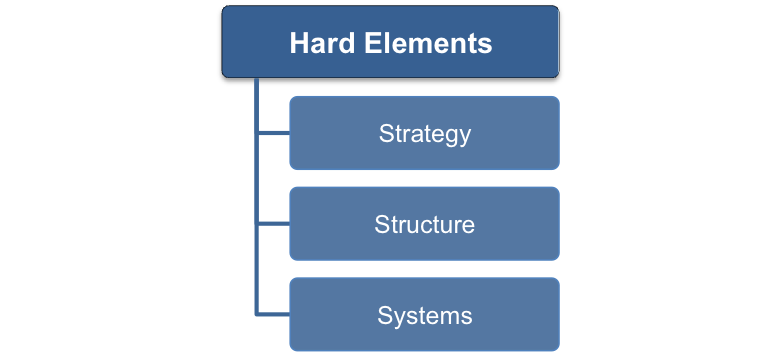 Hard Elements
Strategy
Structure
Systems